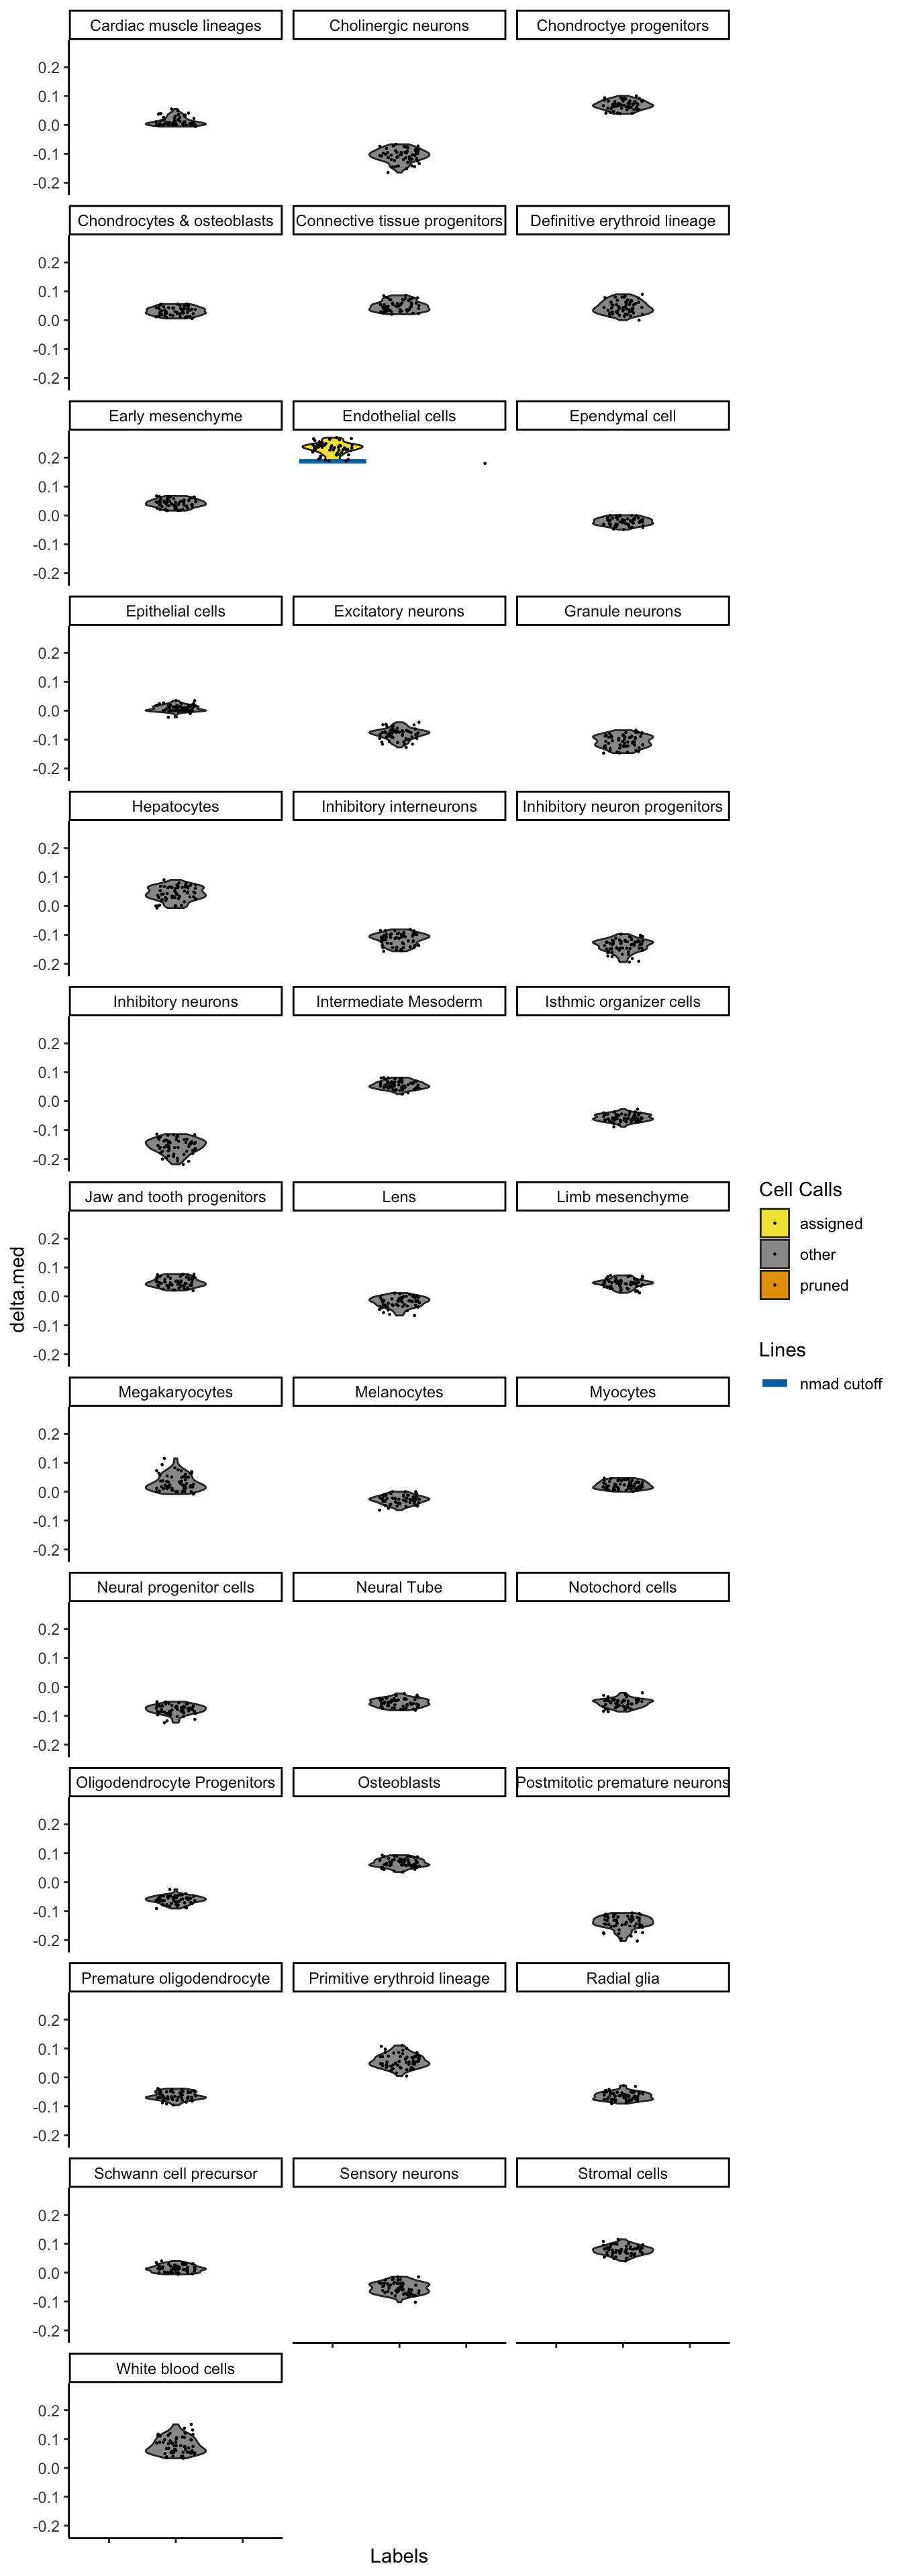 Cardiac muscle lineages
Cholinergic neurons
Chondroctye progenitors
0.2
0.1
0.0
-0.1
-0.2
Chondrocytes & osteoblasts
Connective tissue progenitors
Definitive erythroid lineage
0.2
0.1
0.0
-0.1
-0.2
Early mesenchyme
Endothelial cells
Ependymal cell
0.2
0.1
0.0
-0.1
-0.2
Epithelial cells
Excitatory neurons
Granule neurons
0.2
0.1
0.0
-0.1
-0.2
Hepatocytes
Inhibitory interneurons
Inhibitory neuron progenitors
0.2
0.1
0.0
-0.1
-0.2
Inhibitory neurons
Intermediate Mesoderm
Isthmic organizer cells
0.2
0.1
0.0
-0.1
-0.2
Jaw and tooth progenitors
Lens
Limb mesenchyme
0.2
0.1
0.0
-0.1
-0.2
Megakaryocytes
Melanocytes
Myocytes
0.2
0.1
0.0
-0.1
-0.2
Neural progenitor cells
Neural Tube
Notochord cells
0.2
0.1
0.0
-0.1
-0.2
Oligodendrocyte Progenitors
Osteoblasts
Postmitotic premature neurons
0.2
0.1
0.0
-0.1
-0.2
Premature oligodendrocyte
Primitive erythroid lineage
Radial glia
0.2
0.1
0.0
-0.1
-0.2
Schwann cell precursor
Sensory neurons
Stromal cells
0.2
0.1
0.0
-0.1
-0.2
White blood cells
0.2
0.1
0.0
-0.1
-0.2
delta.med
Labels
Cell Calls
assigned
other
pruned
Lines
nmad cutoff